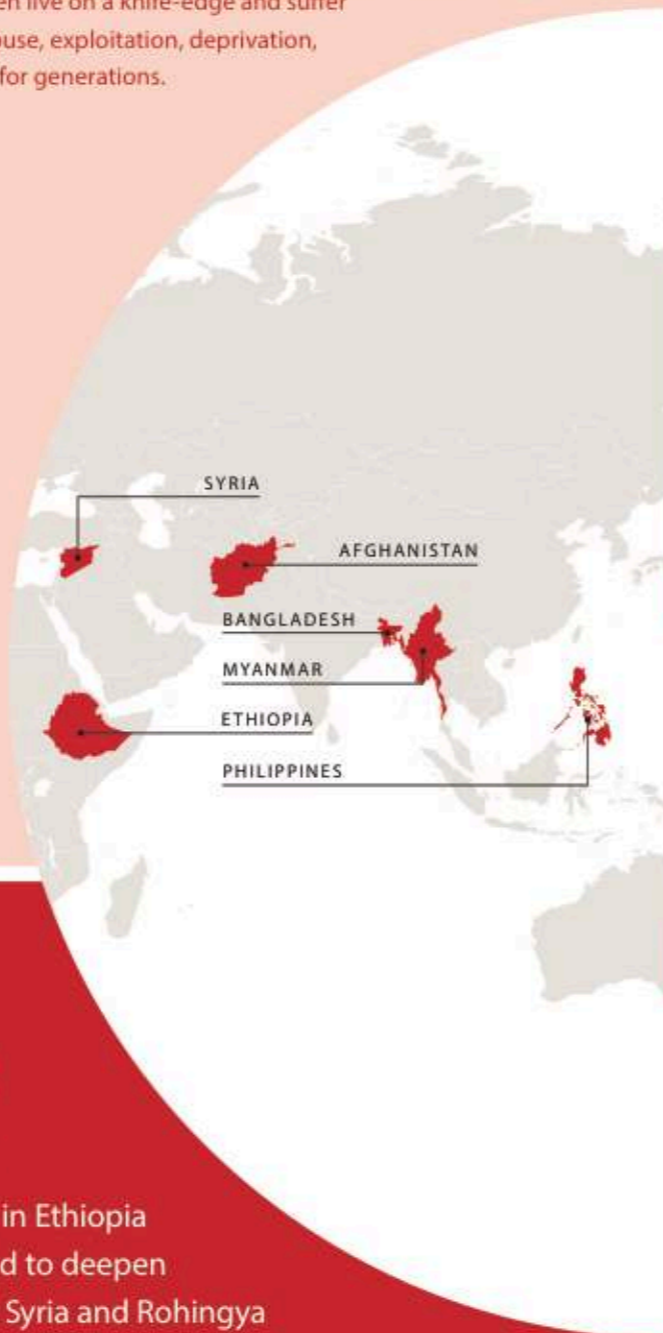 live on a knife-edge and suffer
exploitation, deprivation,
for generations.
SYRIA
AFGHANISTAN
BANGLADESH
MYANMAR
ETHIOPIA
PHILIPPINES
in Ethiopia
to deepen
Syria and Rohingya